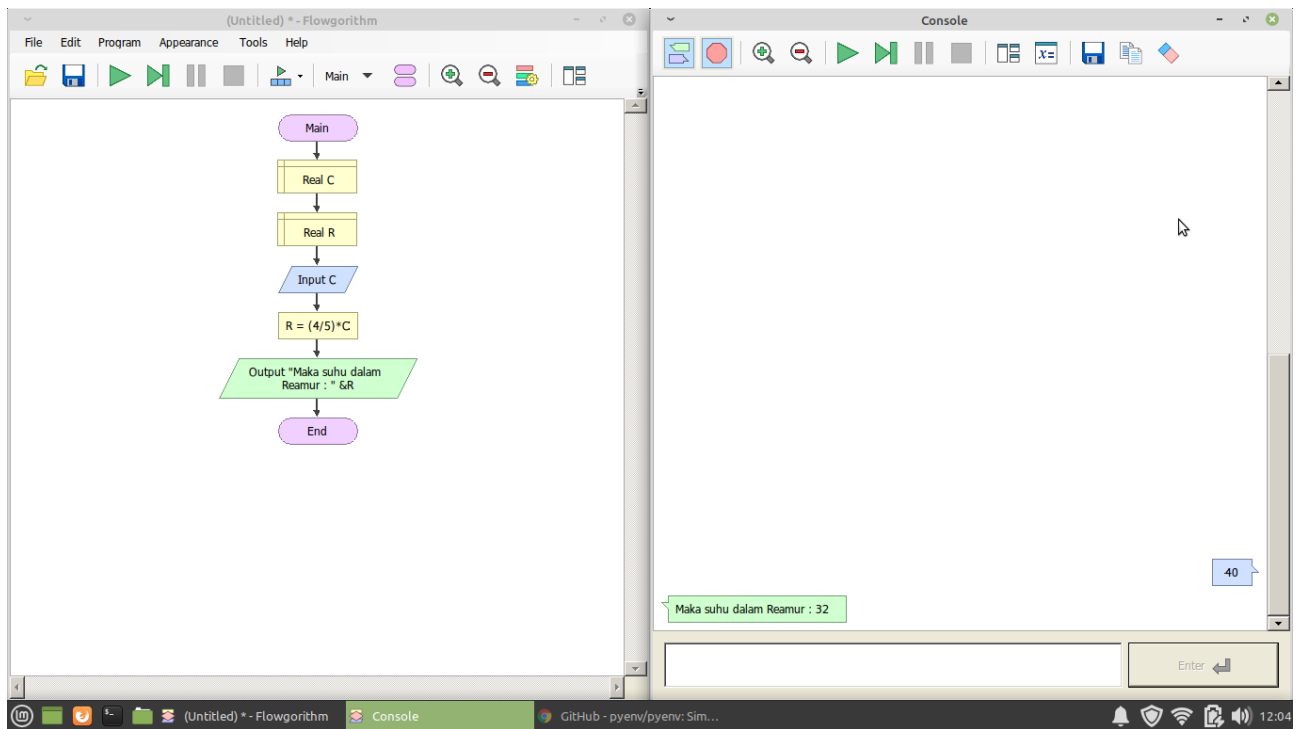 (Untitled) * - Flowgorithm
File Edit Program Appearance Tools Help
Main
Main
Real C
Real R
Input C
R = (4/5)*C
Output "Maka suhu dalam
Reamur : " &R
End
Console
x=
40
Maka suhu dalam Reamur : 32
Enter
(Untitled) * - Flowgorithm
Console
GitHub - pyenv/pyenv: Sim...
12:04